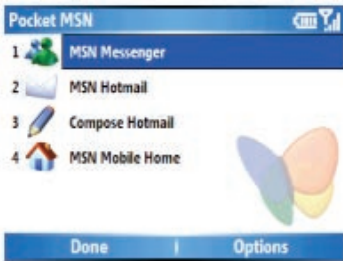 Pocket MSN
1 MSN Messenger
2 MSN Hotmail
3 Compose Hotmail
4 MSN Mobile Home
Done Options